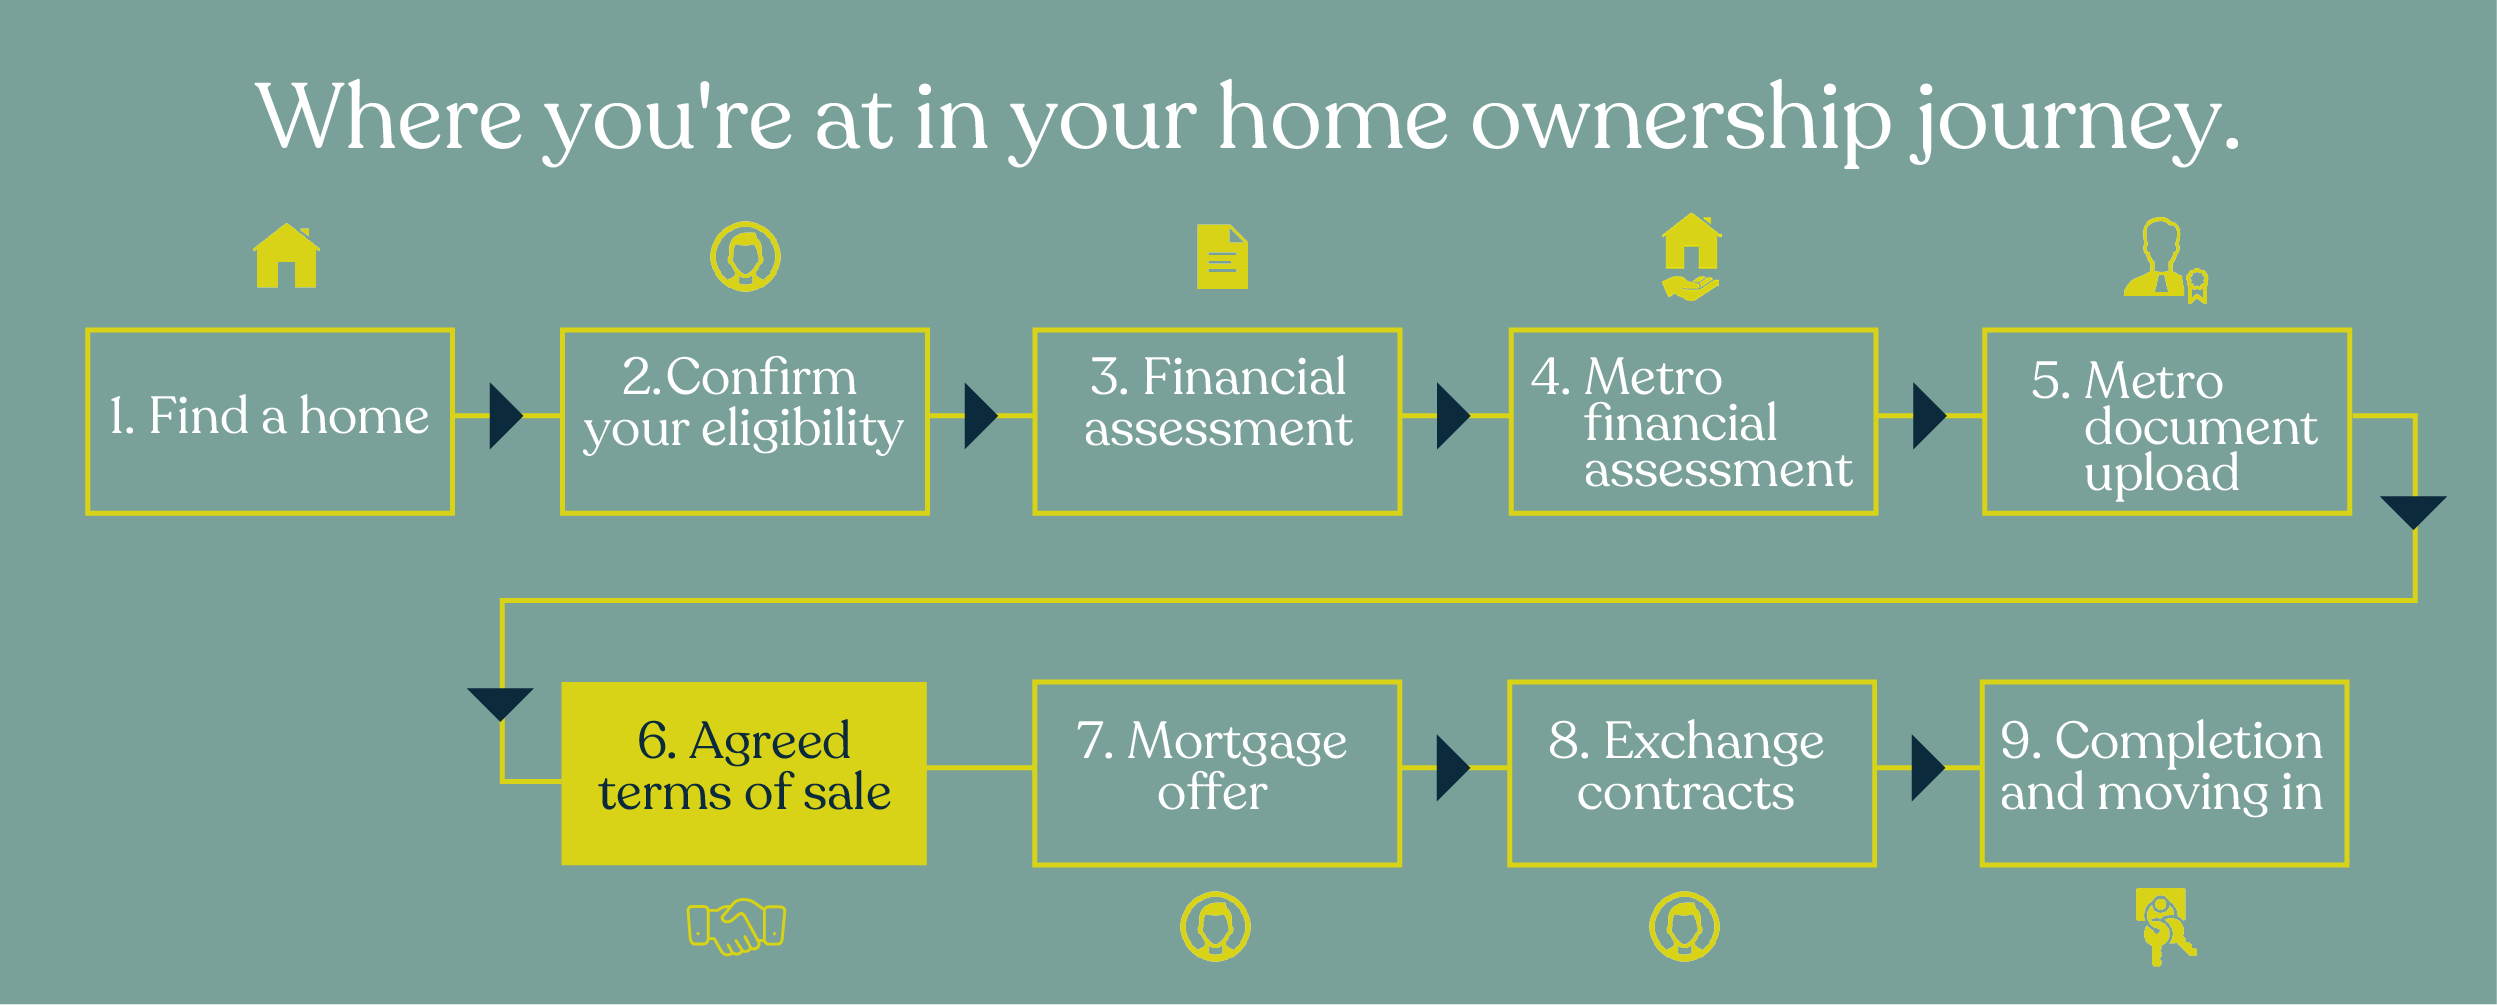 Where you're at in your home ownership journey.
1. Find a home
2.Confirm
your eligibility
3. Financial
assessment
4. Metro
financial
assessment
5. Metro
document
upload
6. Agreed
terms of sale
7. Mortgage
offer
8. Exchange
contracts
9. Completion
and moving in